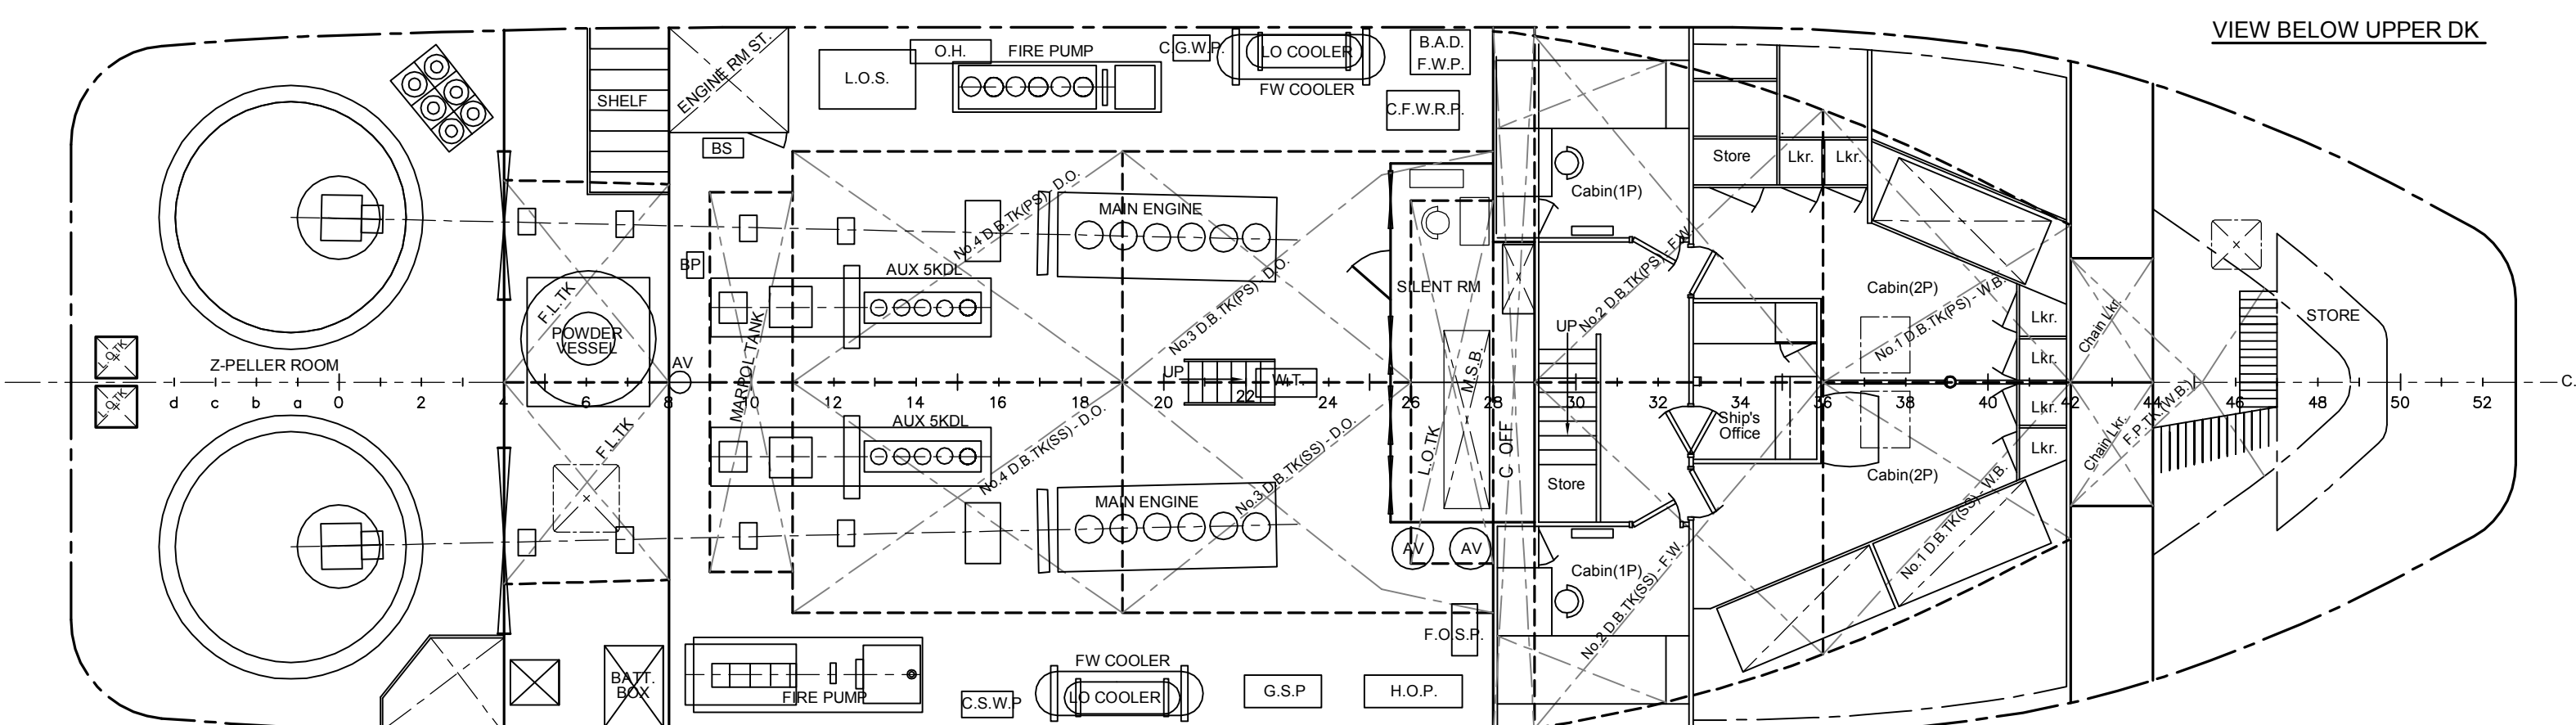 VIEW BELOW UPPER DK
O.H.
FIRE PUMP
C.G.W.P.
LO COOLER
B.A.D.
F.W.P.
ENGINE RM ST.
L.O.S.
FW COOLER
SHELF
C.F.W.R.P.
BS
Store
Lkr.
Lkr.
Cabin(1P)
No.4 D.B.TK(PS) - D.O.
MAIN ENGINE
BP
AUX 5KDL
No.3 D.B.TK(PS) - D.O.
SILENT RM
No.2 D.B.TK(PS) - F.W.
Cabin(2P)
No.1 D.B.TK(PS) - W.B.
F.L.TK
POWDER
VESSEL
MARPOL TANK
UP
Lkr.
Chain Lkr.
STORE
L.O.TK
Z-PELLER ROOM
AV
UP
W.T.
M.S.B.
Lkr.
C.
L.O.TK
d c b a 0 2 4 6 8 10 12 14 16 18 20 22 24 26 28 30 32 34 36 38 40 42 44 46 48 50 52
F.L.TK
AUX 5KDL
No.4 D.B.TK(SS) - D.O.
No.3 D.B.TK(SS) - D.O.
L.O.TK
C OFF
Ship's
Office
Lkr.
Chain Lkr.
F.P.TK.(W.B.)
Lkr.
Store
Cabin(2P)
MAIN ENGINE
No.1 D.B.TK(SS) - W.B.
AV
AV
Cabin(1P)
No.2 D.B.TK(SS) - F.W.
F.O.S.P.
FW COOLER
BATT.
BOX
FIRE PUMP
C.S.W.P
LO COOLER
G.S.P
H.O.P.